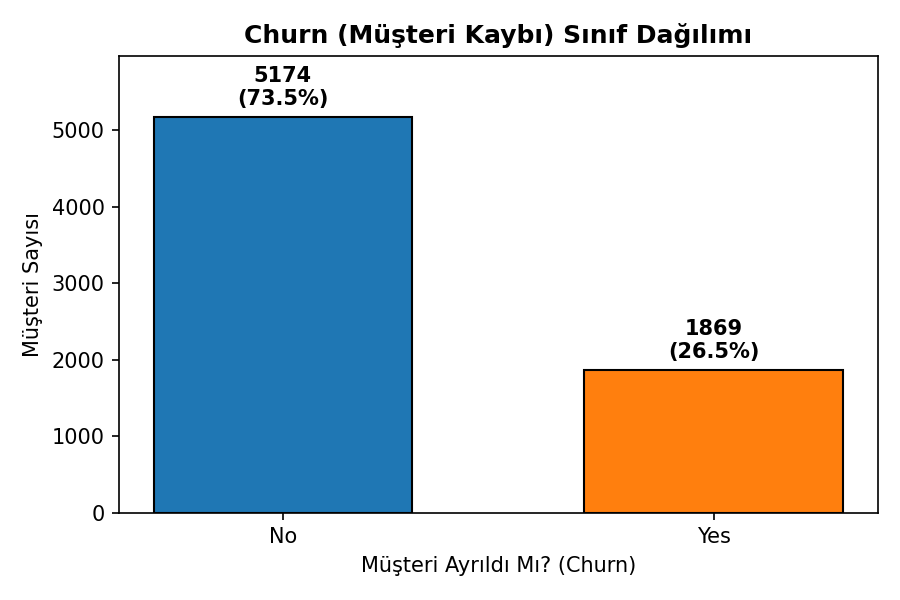 Churn (Müşteri Kaybı) Sınıf Dağılımı
5174
(73.5%)
1869
(26.5%)
Müşteri Sayısı
5000
4000
3000
2000
1000
0
No
Yes
Müşteri Ayrıldı Mı? (Churn)